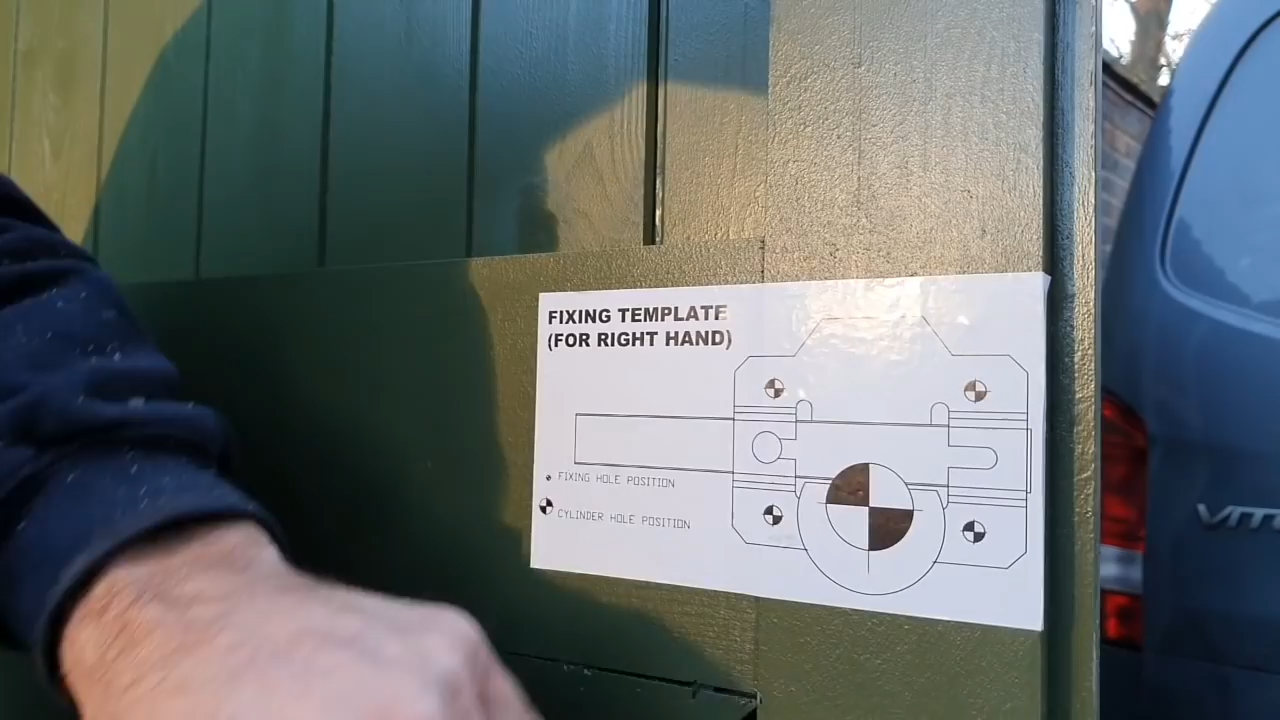 FIXING TEMPLATE
(FOR RIGHT HAND)
FIXING HOLE POSITION
CYLINDER HOLE POSITION